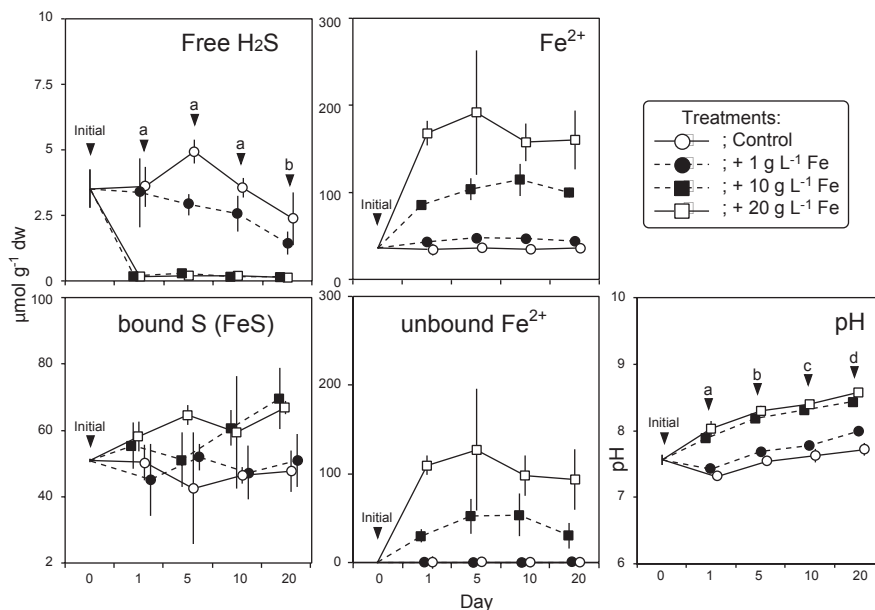 Free H2S
10
7.5
5
2.5
0
Initial
a
a
a
b
Fe2+
300
200
100
0
Initial
Treatments:
; Control
; + 1 g L-1 Fe
; + 10 g L-1 Fe
; + 20 g L-1 Fe
µmol g-1 dw
bound S (FeS)
100
80
60
40
2
Initial
0 1 5 10 20
unbound Fe2+
300
200
100
0
Initial
0 1 5 10 20
Day
pH
10
9
8
7
6
pH
Initial
a
b
c
d
0 1 5 10 20